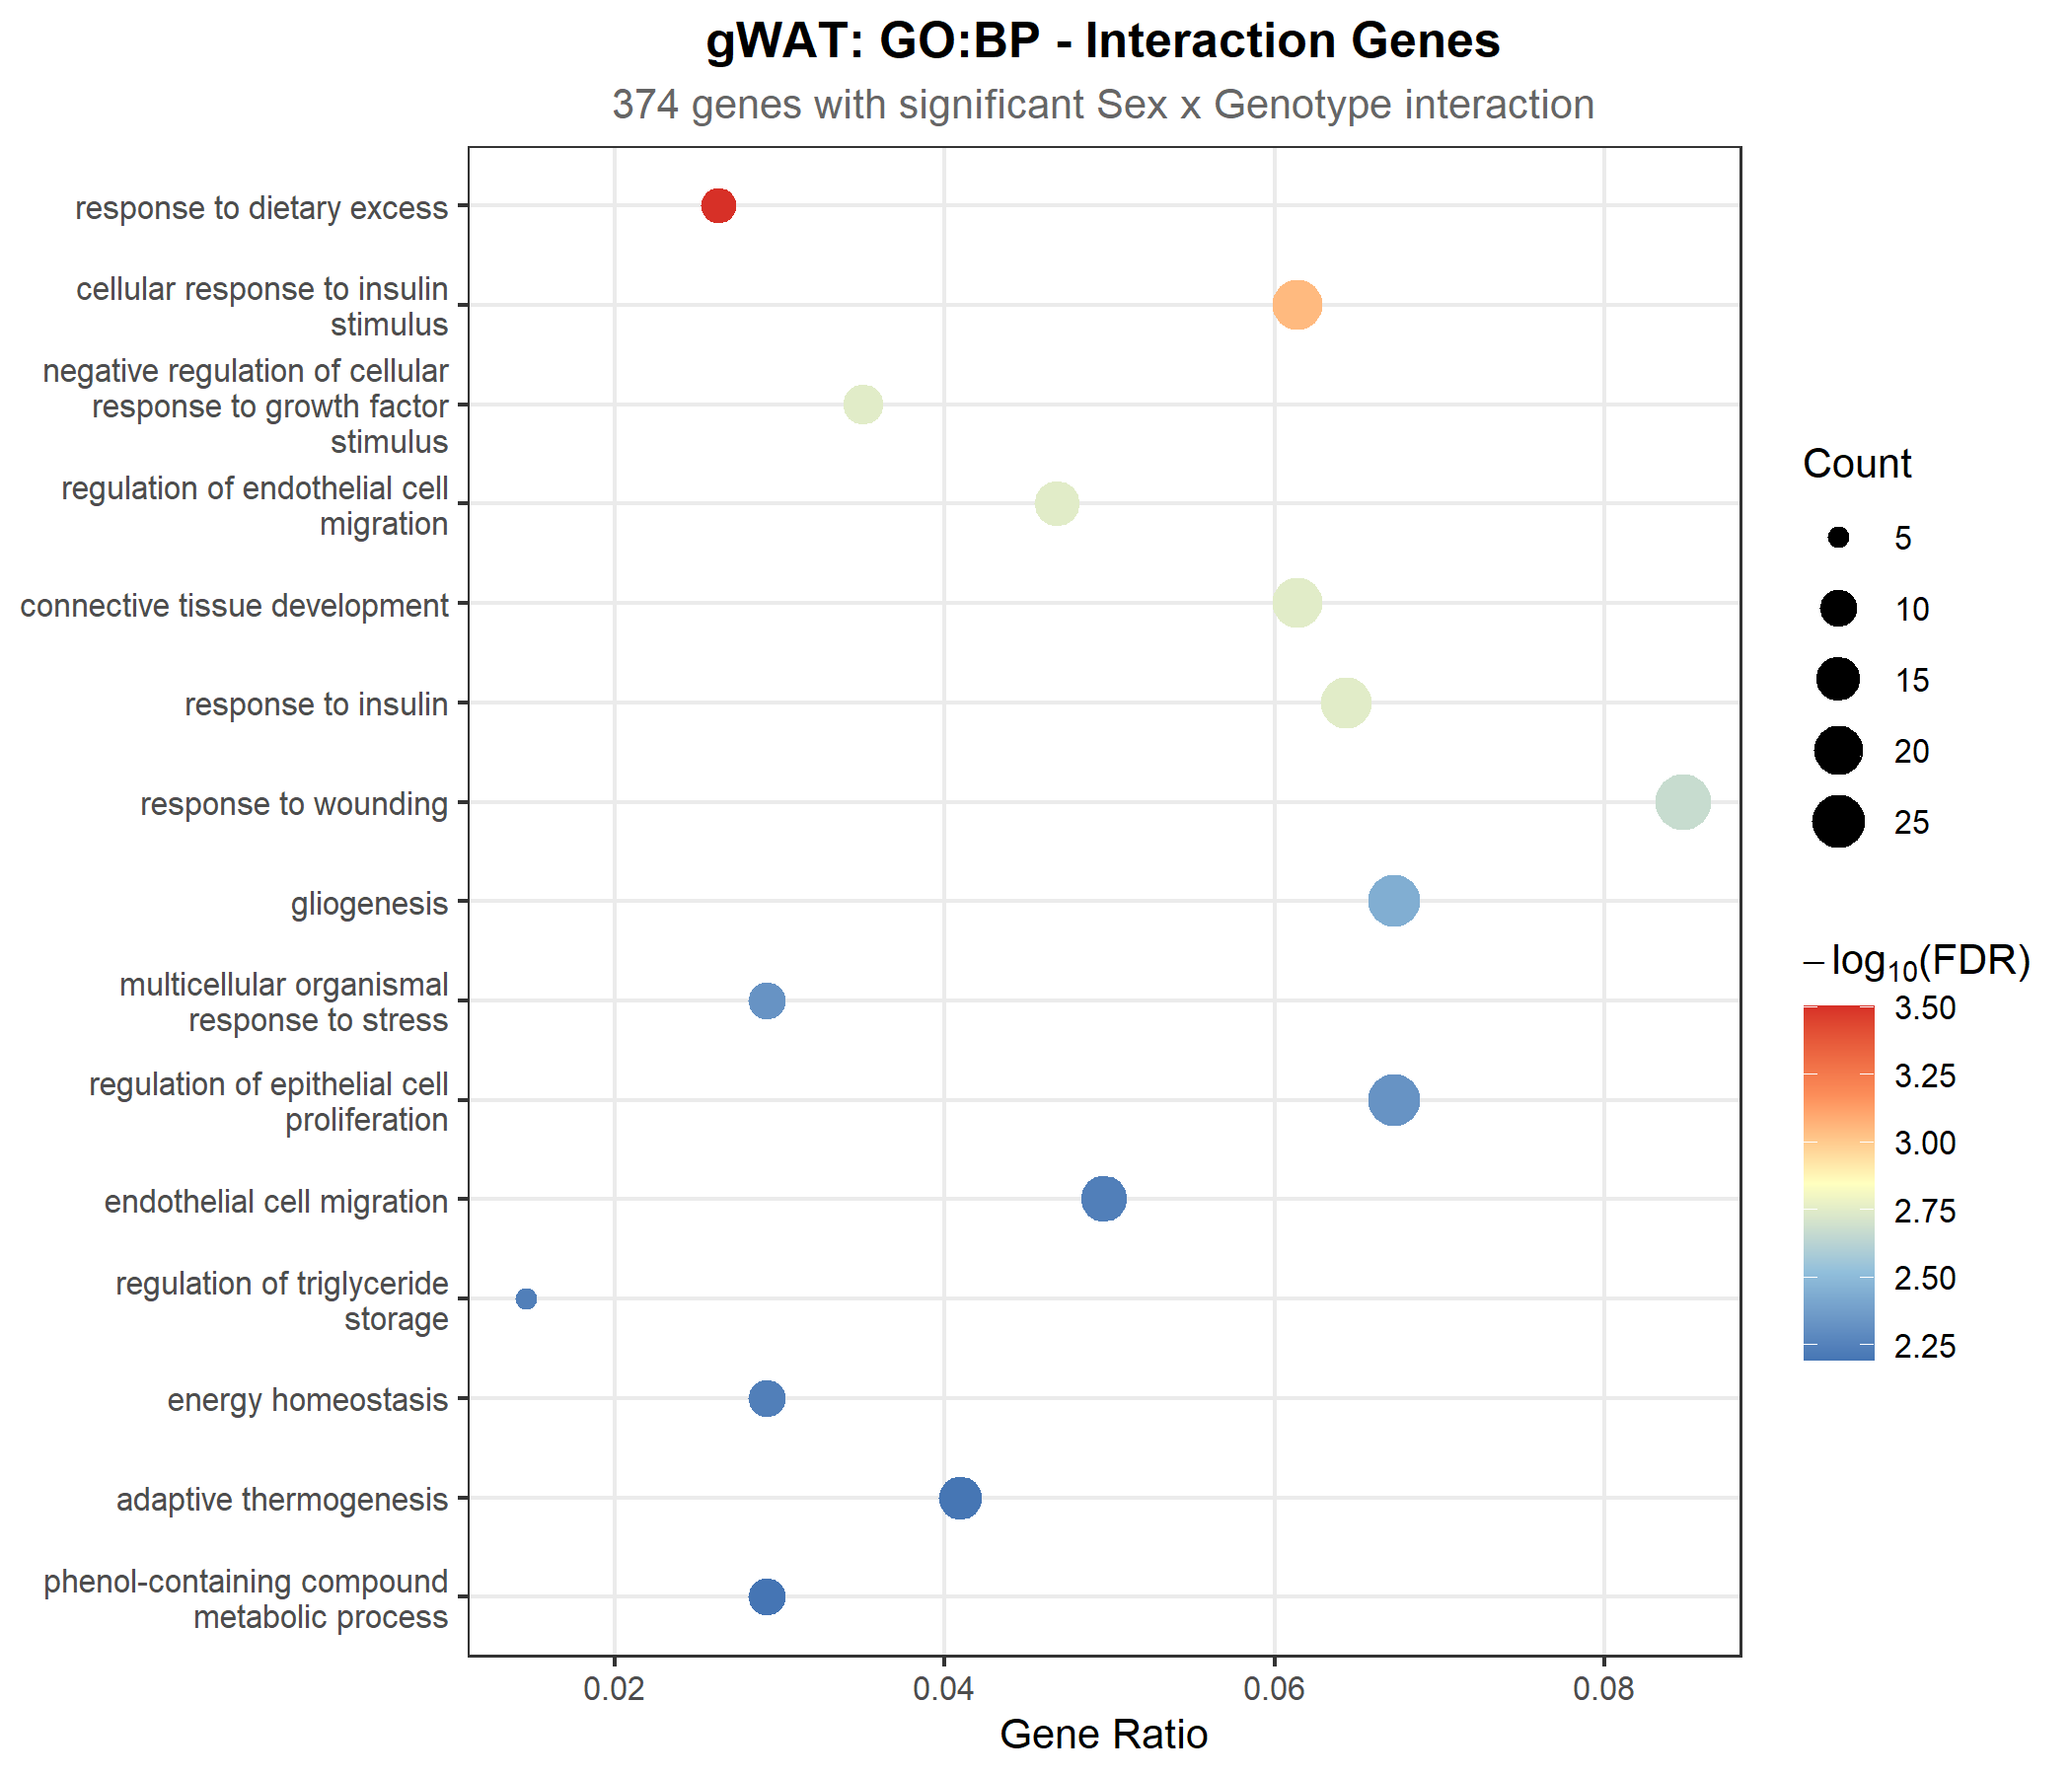 gWAT: GO:BP - Interaction Genes
374 genes with significant Sex x Genotype interaction
response to dietary excess
cellular response to insulin
stimulus
negative regulation of cellular
response to growth factor
stimulus
regulation of endothelial cell
migration
connective tissue development
response to insulin
response to wounding
gliogenesis
multicellular organismal
response to stress
regulation of epithelial cell
proliferation
endothelial cell migration
regulation of triglyceride
storage
energy homeostasis
adaptive thermogenesis
phenol-containing compound
metabolic process
0.02
0.04
0.06
0.08
Gene Ratio
Count
5
10
15
20
25
−log₁₀(FDR)
3.50
3.25
3.00
2.75
2.50
2.25